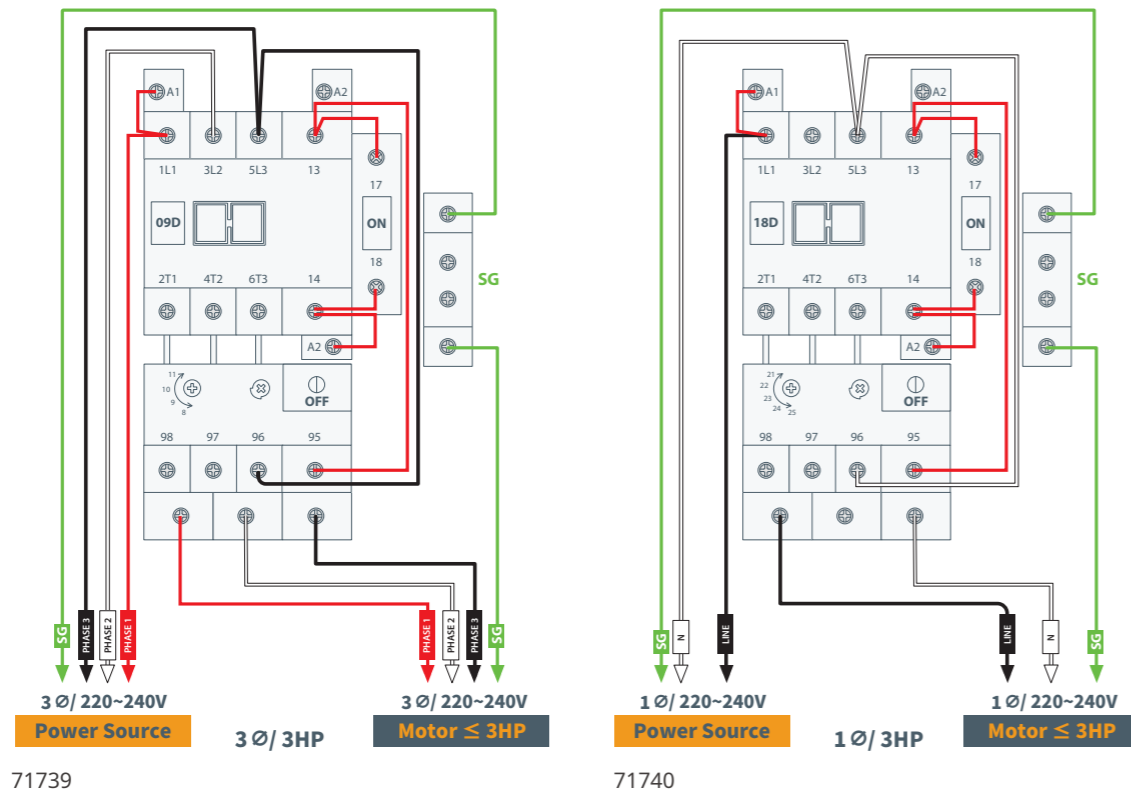 A1 A2
1L1 3L2 5L3 13
17
09D ON
18
2T1 4T2 6T3 14
SG
A2
11
10
9
8
OFF
98 97 96 95
SG PHASE 3 PHASE 2 PHASE 1
PHASE 1 PHASE 2 PHASE 3 SG
3 Ø/ 220~240V
Power Source
3 Ø/ 3HP
3 Ø/ 220~240V
Motor ≤ 3HP
71739
A1 A2
1L1 3L2 5L3 13
17
18D ON
18
2T1 4T2 6T3 14
SG
A2
21
22
23
24 25
OFF
98 97 96 95
SG N LINE
LINE N SG
1 Ø/ 220~240V
Power Source
1 Ø/ 3HP
1 Ø/ 220~240V
Motor ≤ 3HP
71740